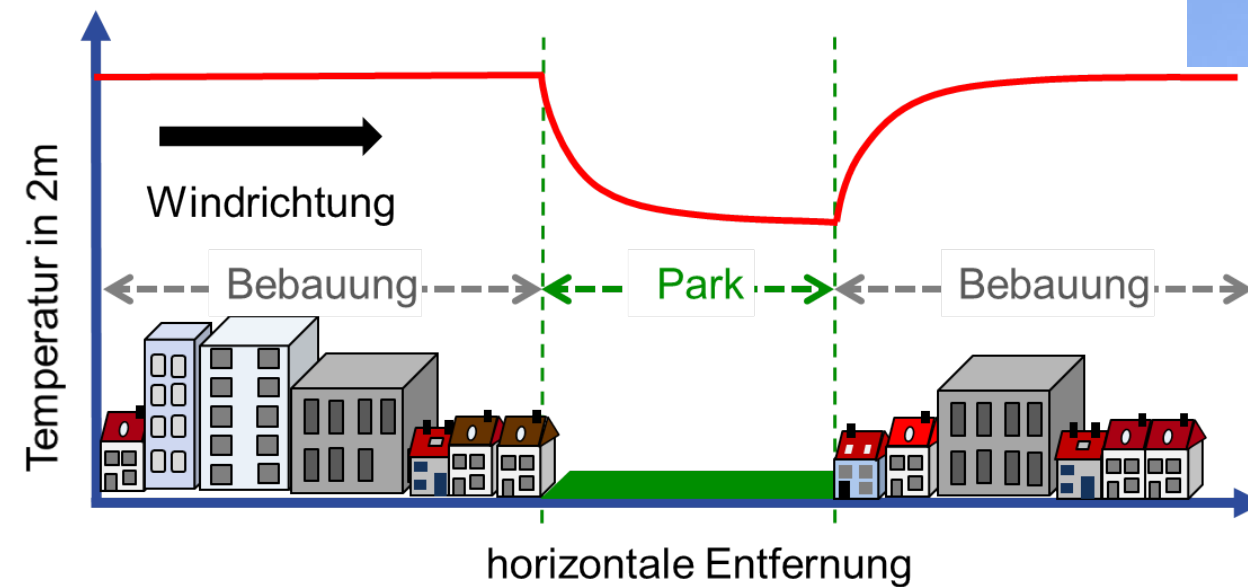 Temperatur in 2m
Windrichtung
Bebauung
Park
Bebauung
horizontale Entfernung